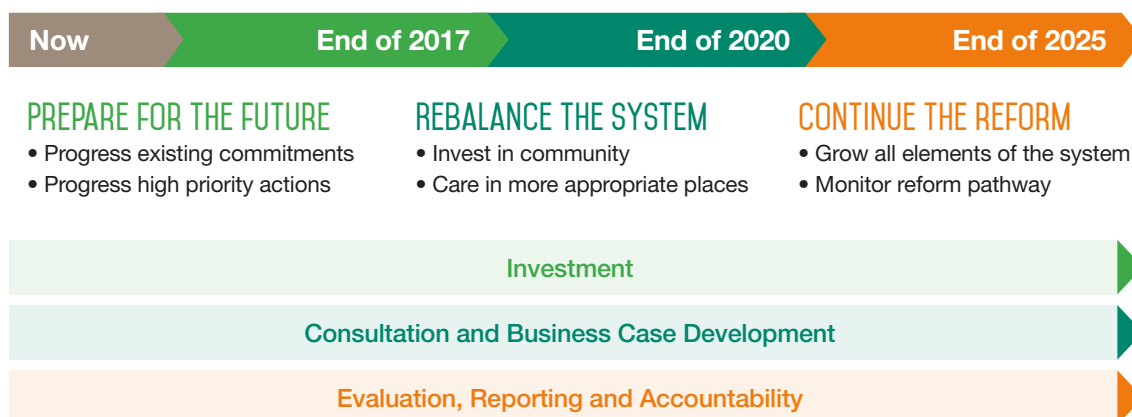 Now End of 2017 End of 2020 End of 2025
PREPARE FOR THE FUTURE
• Progress existing commitments
• Progress high priority actions
REBALANCE THE SYSTEM
• Invest in community
• Care in more appropriate places
CONTINUE THE REFORM
• Grow all elements of the system
• Monitor reform pathway
Investment
Consultation and Business Case Development
Evaluation, Reporting and Accountability